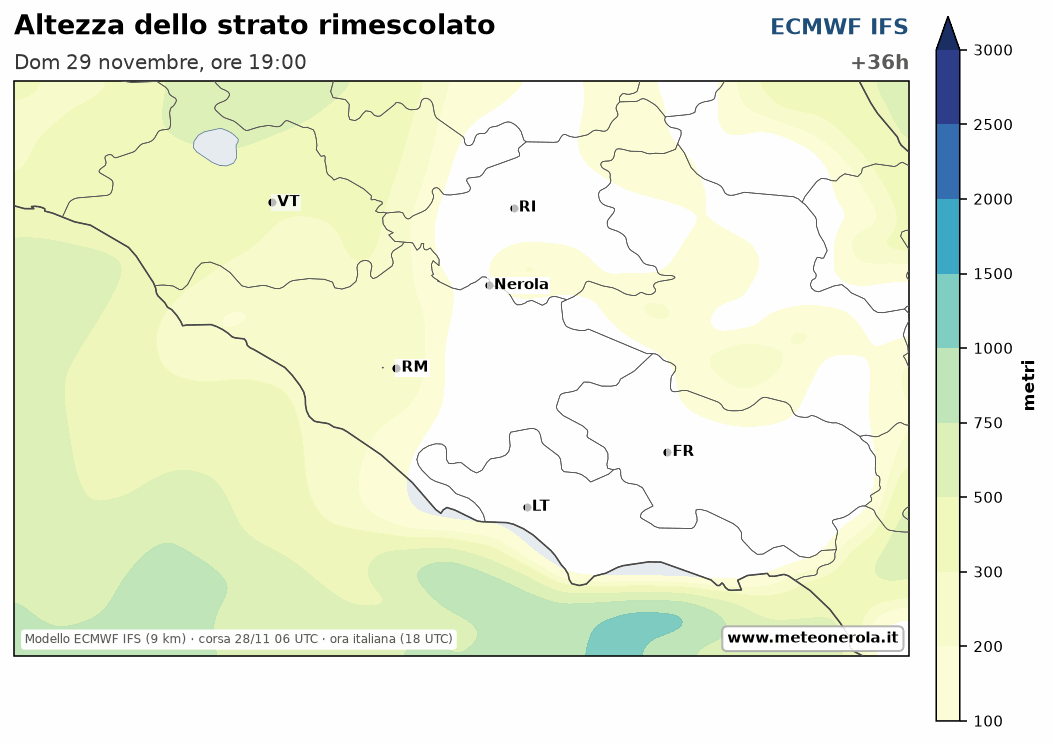 Altezza dello strato rimescolato
ECMWF IFS
Dom 29 novembre, ore 19:00
+36h
VT
RI
Nerola
RM
FR
LT
Modello ECMWF IFS (9 km) · corsa 28/11 06 UTC · ora italiana (18 UTC)
www.meteonerola.it
3000
2500
2000
1500
1000
750
500
300
200
100
metri